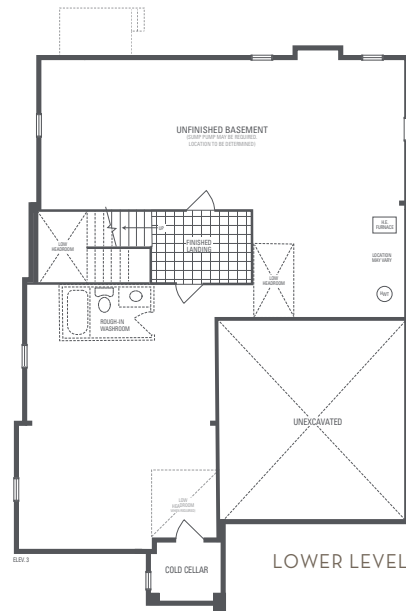 UNFINISHED BASEMENT
(SUMP PUMP MAY BE REQUIRED.
LOCATION TO BE DETERMINED)
LOW
HEADROOM
UP
FINISHED
LANDING
H.E.
FURNACE
LOCATION
MAY VARY
LOW
HEADROOM
HWT
ROUGH-IN
WASHROOM
UNEXCAVATED
LOW
ELEV. 3
COLD CELLAR
LOWER LEVEL